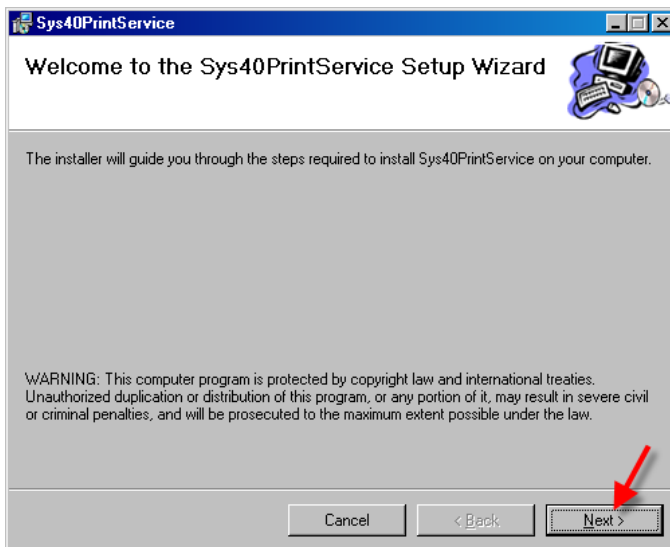 Sys40PrintService
Welcome to the Sys40PrintService Setup Wizard
The installer will guide you through the steps required to install Sys40PrintService on your computer.
WARNING: This computer program is protected by copyright law and international treaties.
Unauthorized duplication or distribution of this program, or any portion of it, may result in severe civil
or criminal penalties, and will be prosecuted to the maximum extent possible under the law.
Cancel < Back Next >